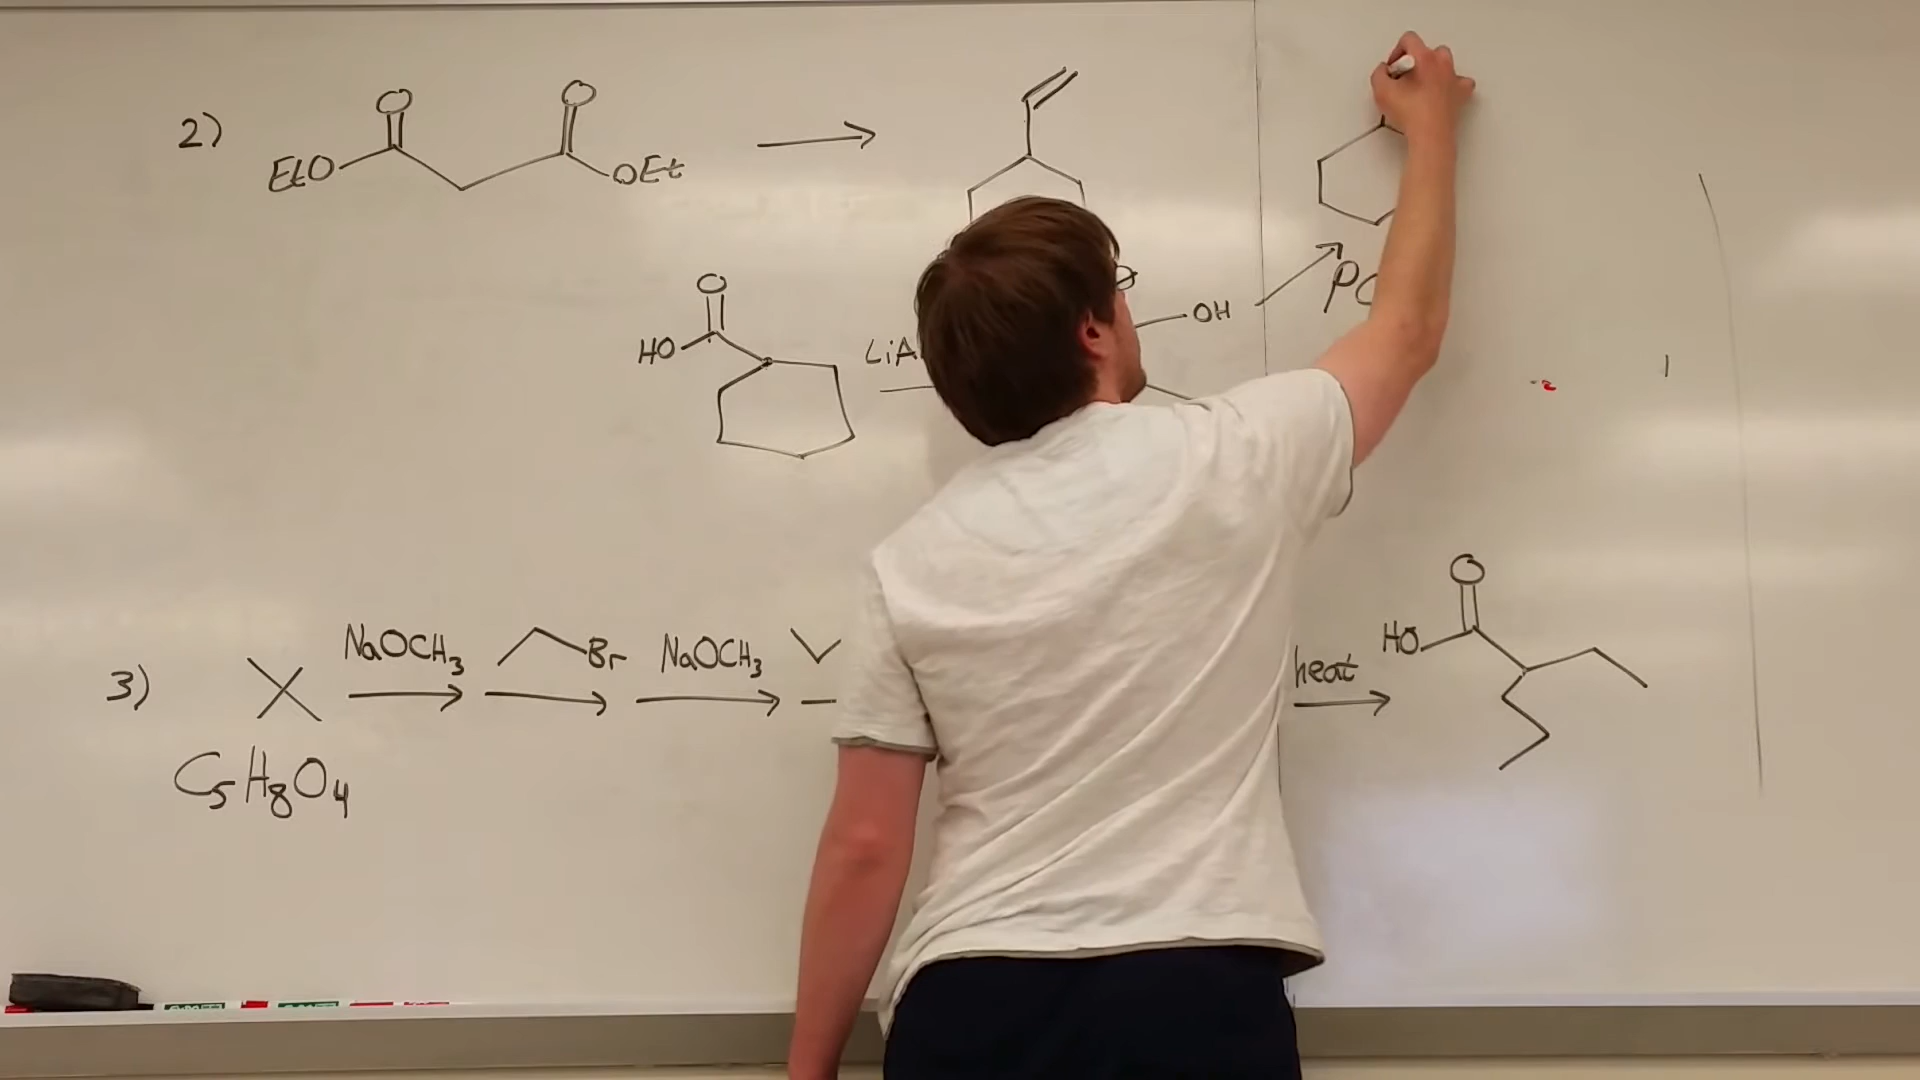 2) EtO O O OEt
O HO LiA OH PC
3) X NaOCH3 Br NaOCH3 heat HO O
C5H8O4